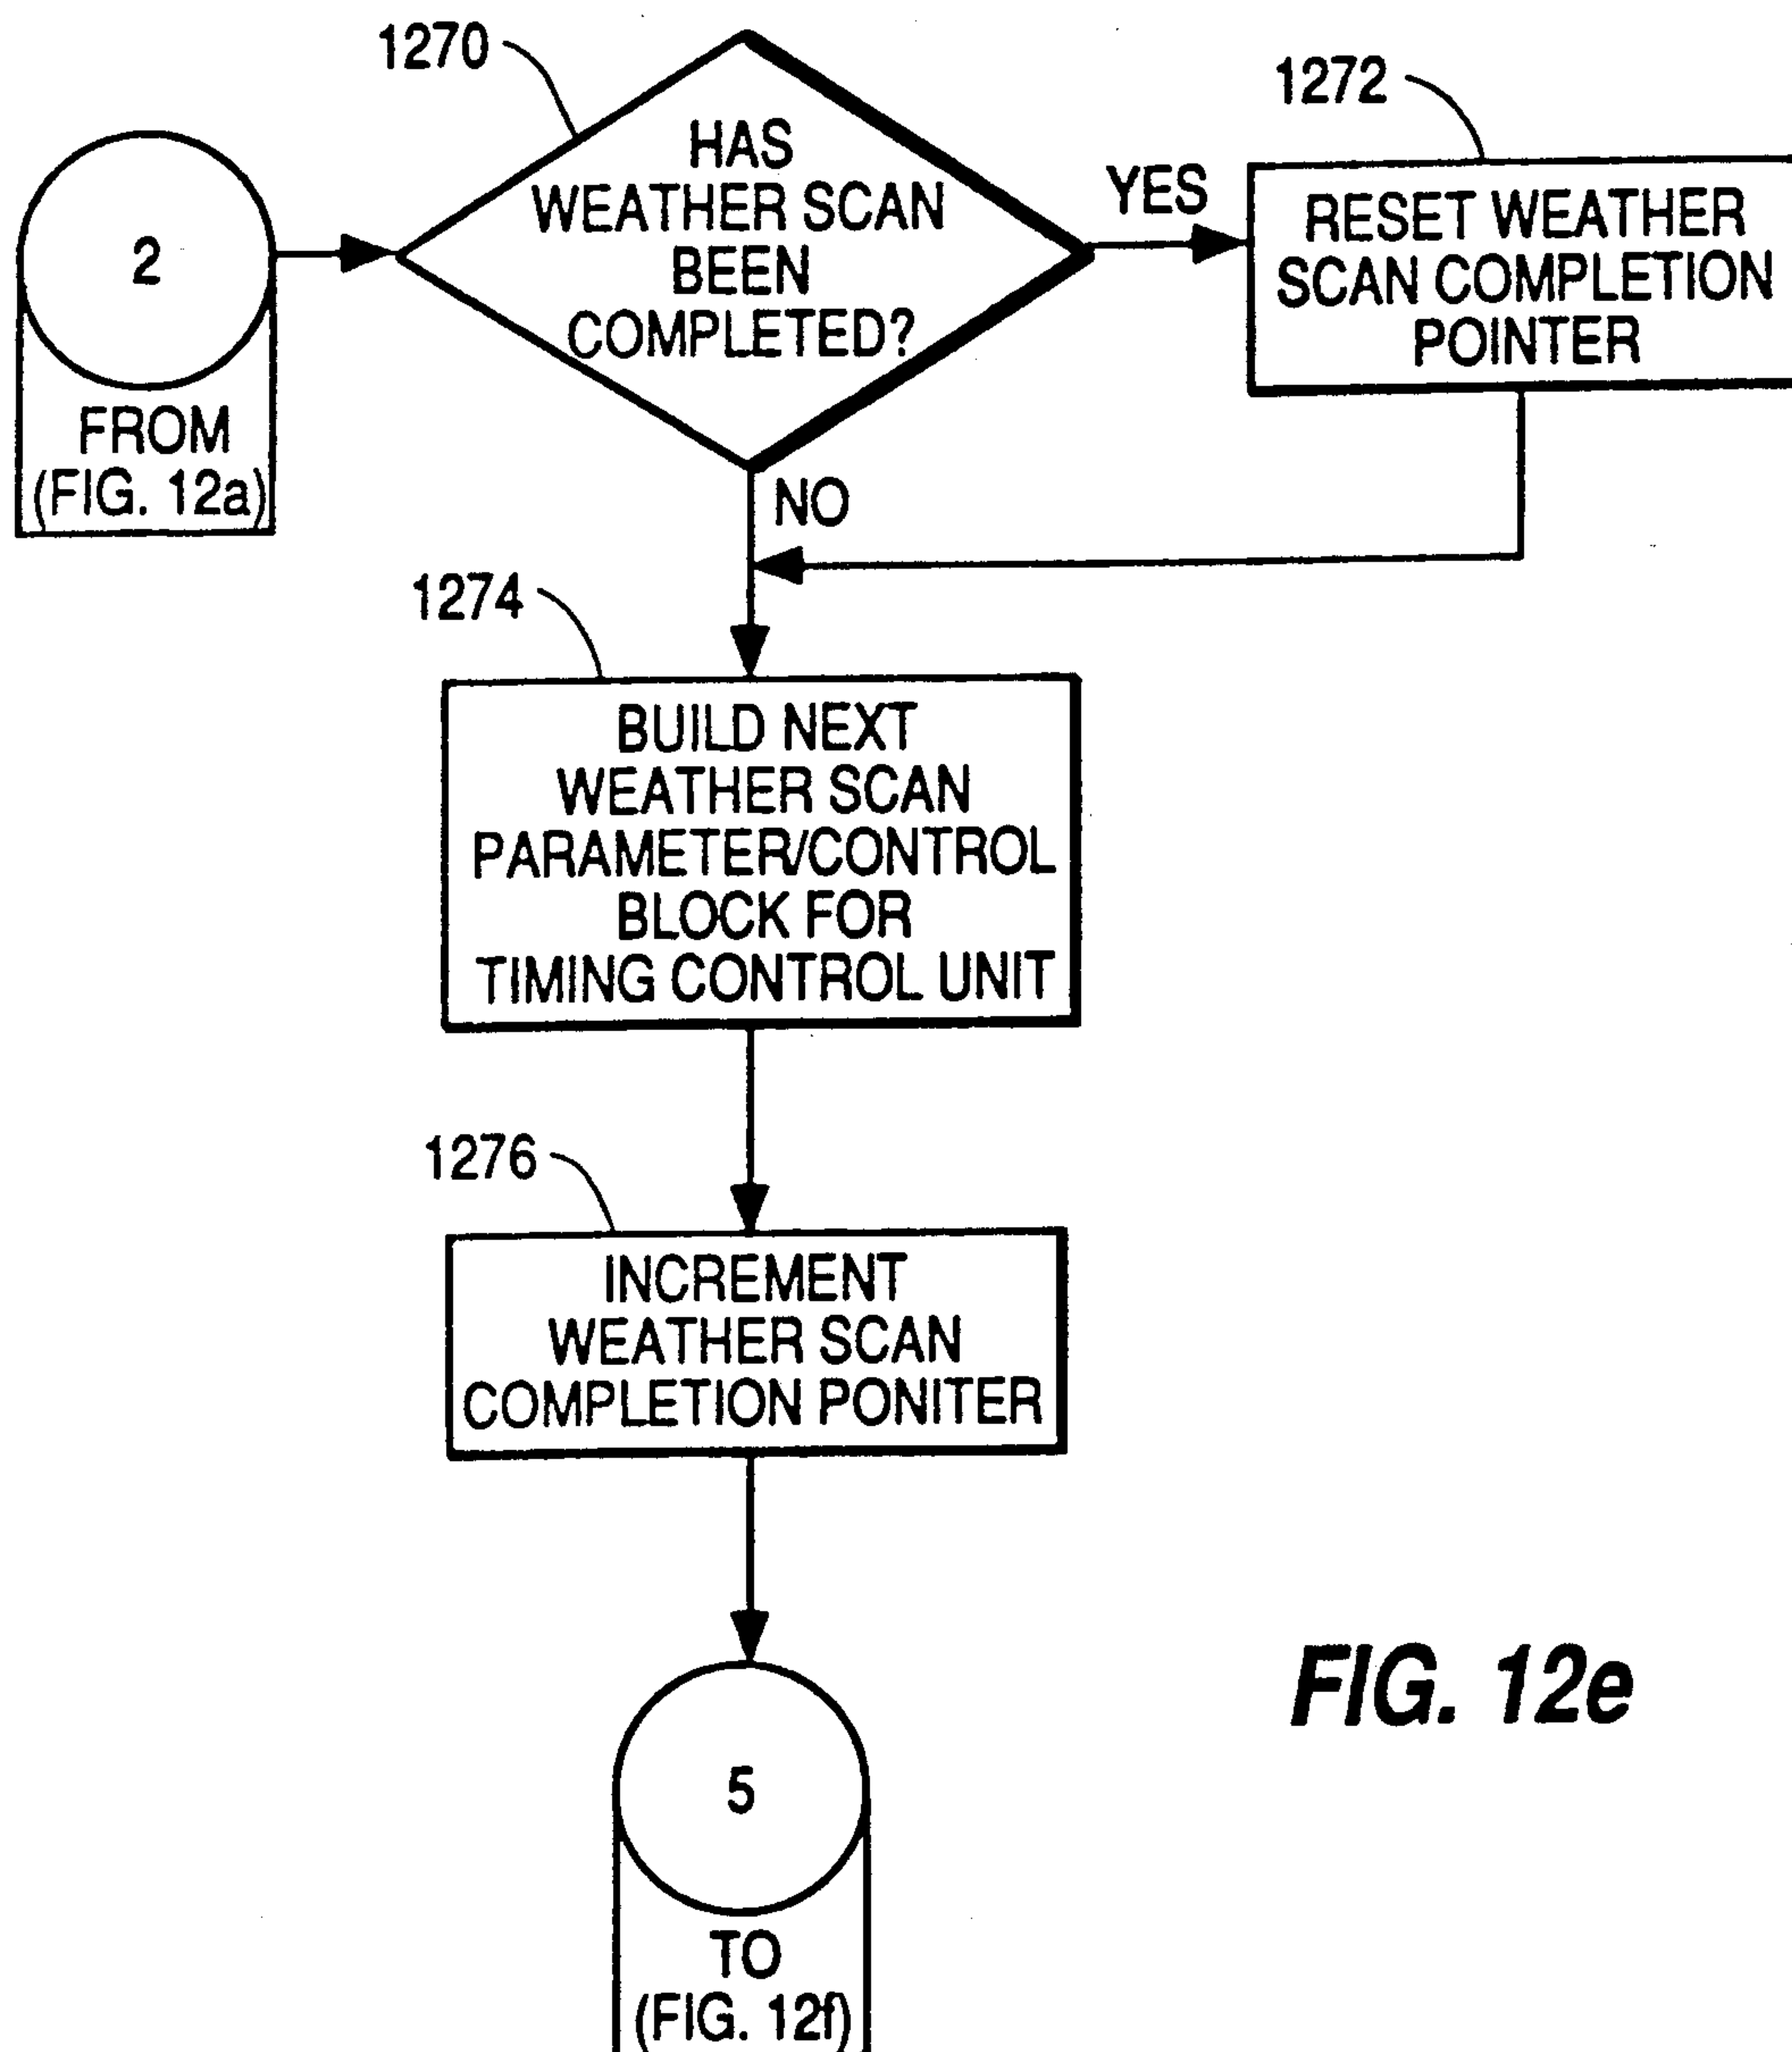 1270
HAS
WEATHER SCAN
BEEN
COMPLETED?
YES
1272
RESET WEATHER
SCAN COMPLETION
POINTER
2
FROM
(FIG. 12a)
NO
1274
BUILD NEXT
WEATHER SCAN
PARAMETER/CONTROL
BLOCK FOR
TIMING CONTROL UNIT
1276
INCREMENT
WEATHER SCAN
COMPLETION PONITER
5
TO
(FIG. 12f)
FIG. 12e